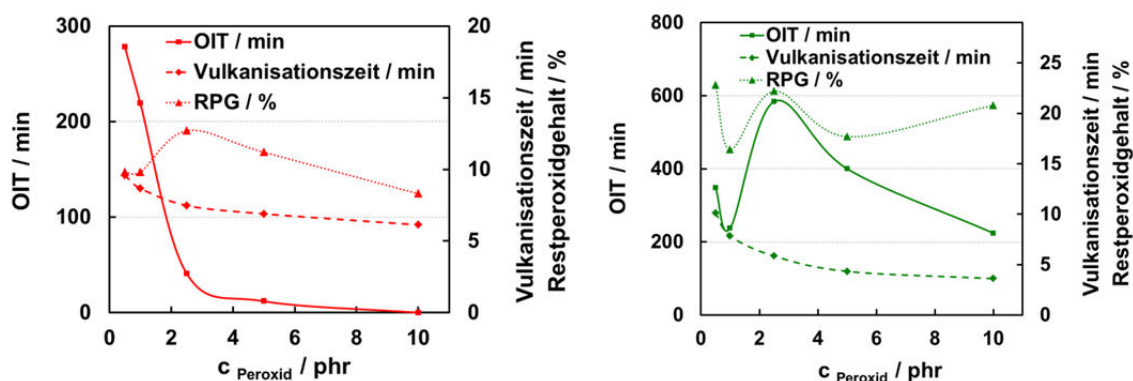 300
200
100
0
OIT / min
OIT / min
Vulkanisationszeit / min
RPG / %
20
15
10
5
0
Vulkanisationszeit / min
Restperoxidgehalt / %
0 2 4 6 8 10
c Peroxid / phr
800
600
400
200
0
OIT / min
OIT / min
Vulkanisationszeit / min
RPG / %
25
20
15
10
5
0
Vulkanisationszeit / min
Restperoxidgehalt / %
0 2 4 6 8 10
c Peroxid / phr